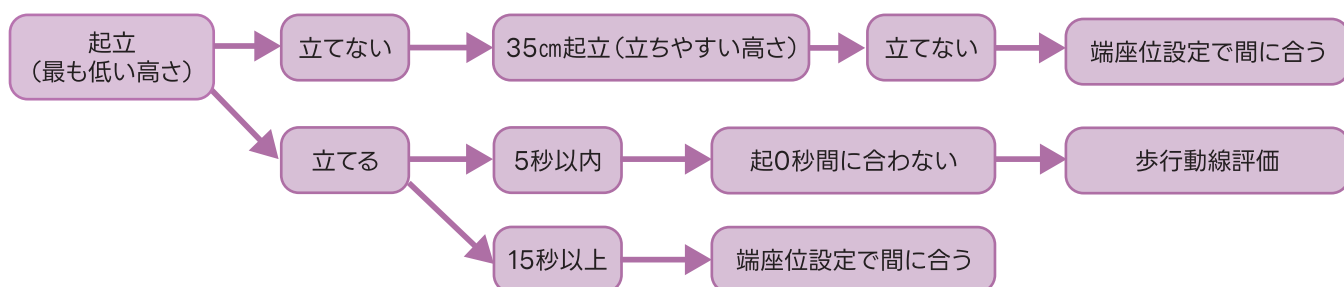 起立
（最も低い高さ）
立てない
35㎝起立（立ちやすい高さ）
立てない
端座位設定で間に合う
立てる
5秒以内
起0秒間に合わない
歩行動線評価
15秒以上
端座位設定で間に合う